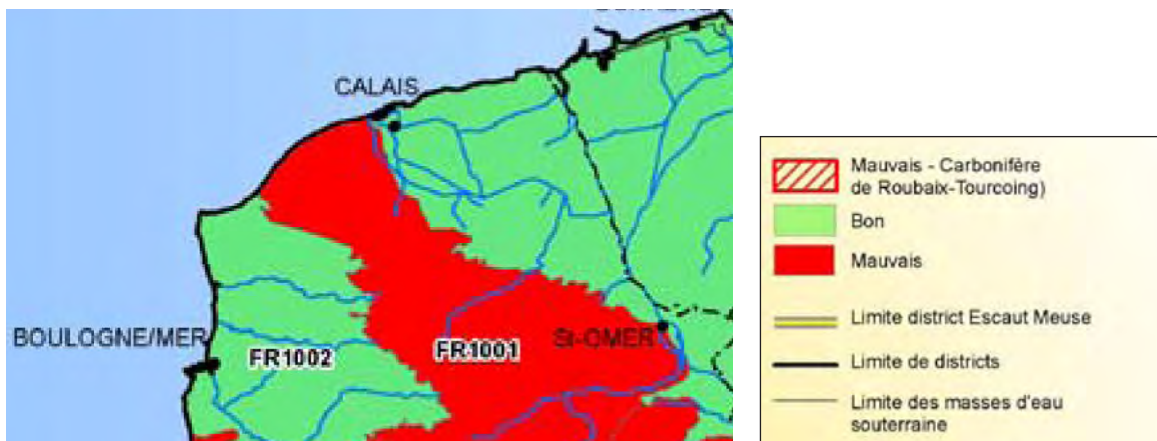 CALAIS
BOULOGNE/MER
FR1002
FR1001
St-OMER
Mauvais - Carbonifère
de Roubaix-Tourcoing)
Bon
Mauvais
Limite district Escaut Meuse
Limite de districts
Limite des masses d'eau
souterraine